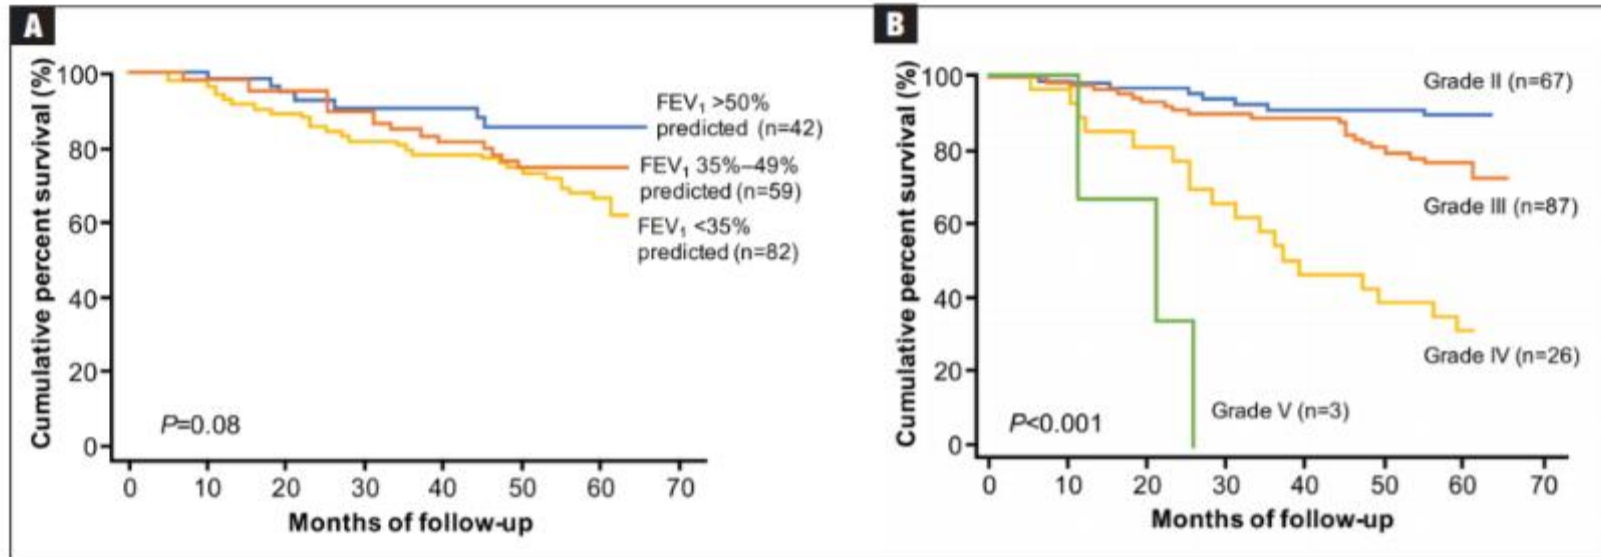 A
Cumulative percent survival (%)
100
80
60
40
20
0
FEV₁ >50%
predicted (n=42)
FEV₁ 35%–49%
predicted (n=59)
FEV₁ <35%
predicted (n=82)
P=0.08
0 10 20 30 40 50 60 70
Months of follow-up
B
Cumulative percent survival (%)
100
80
60
40
20
0
Grade II (n=67)
Grade III (n=87)
Grade IV (n=26)
Grade V (n=3)
P<0.001
0 10 20 30 40 50 60 70
Months of follow-up